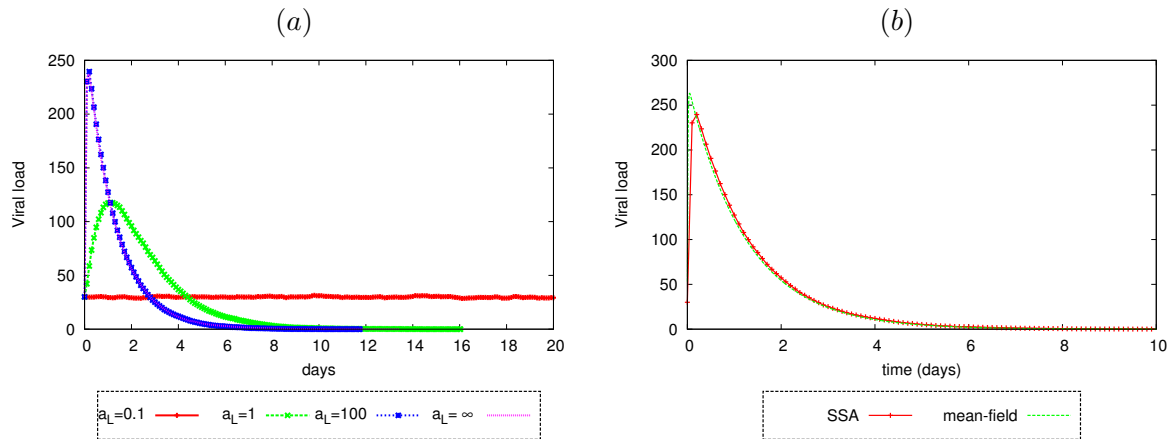 (a)
250
200
150
100
50
0
Viral load
0 2 4 6 8 10 12 14 16 18 20
days
a_L=0.1 a_L=1 a_L=100 a_L= ∞
(b)
300
250
200
150
100
50
0
Viral load
0 2 4 6 8 10
time (days)
SSA mean-field